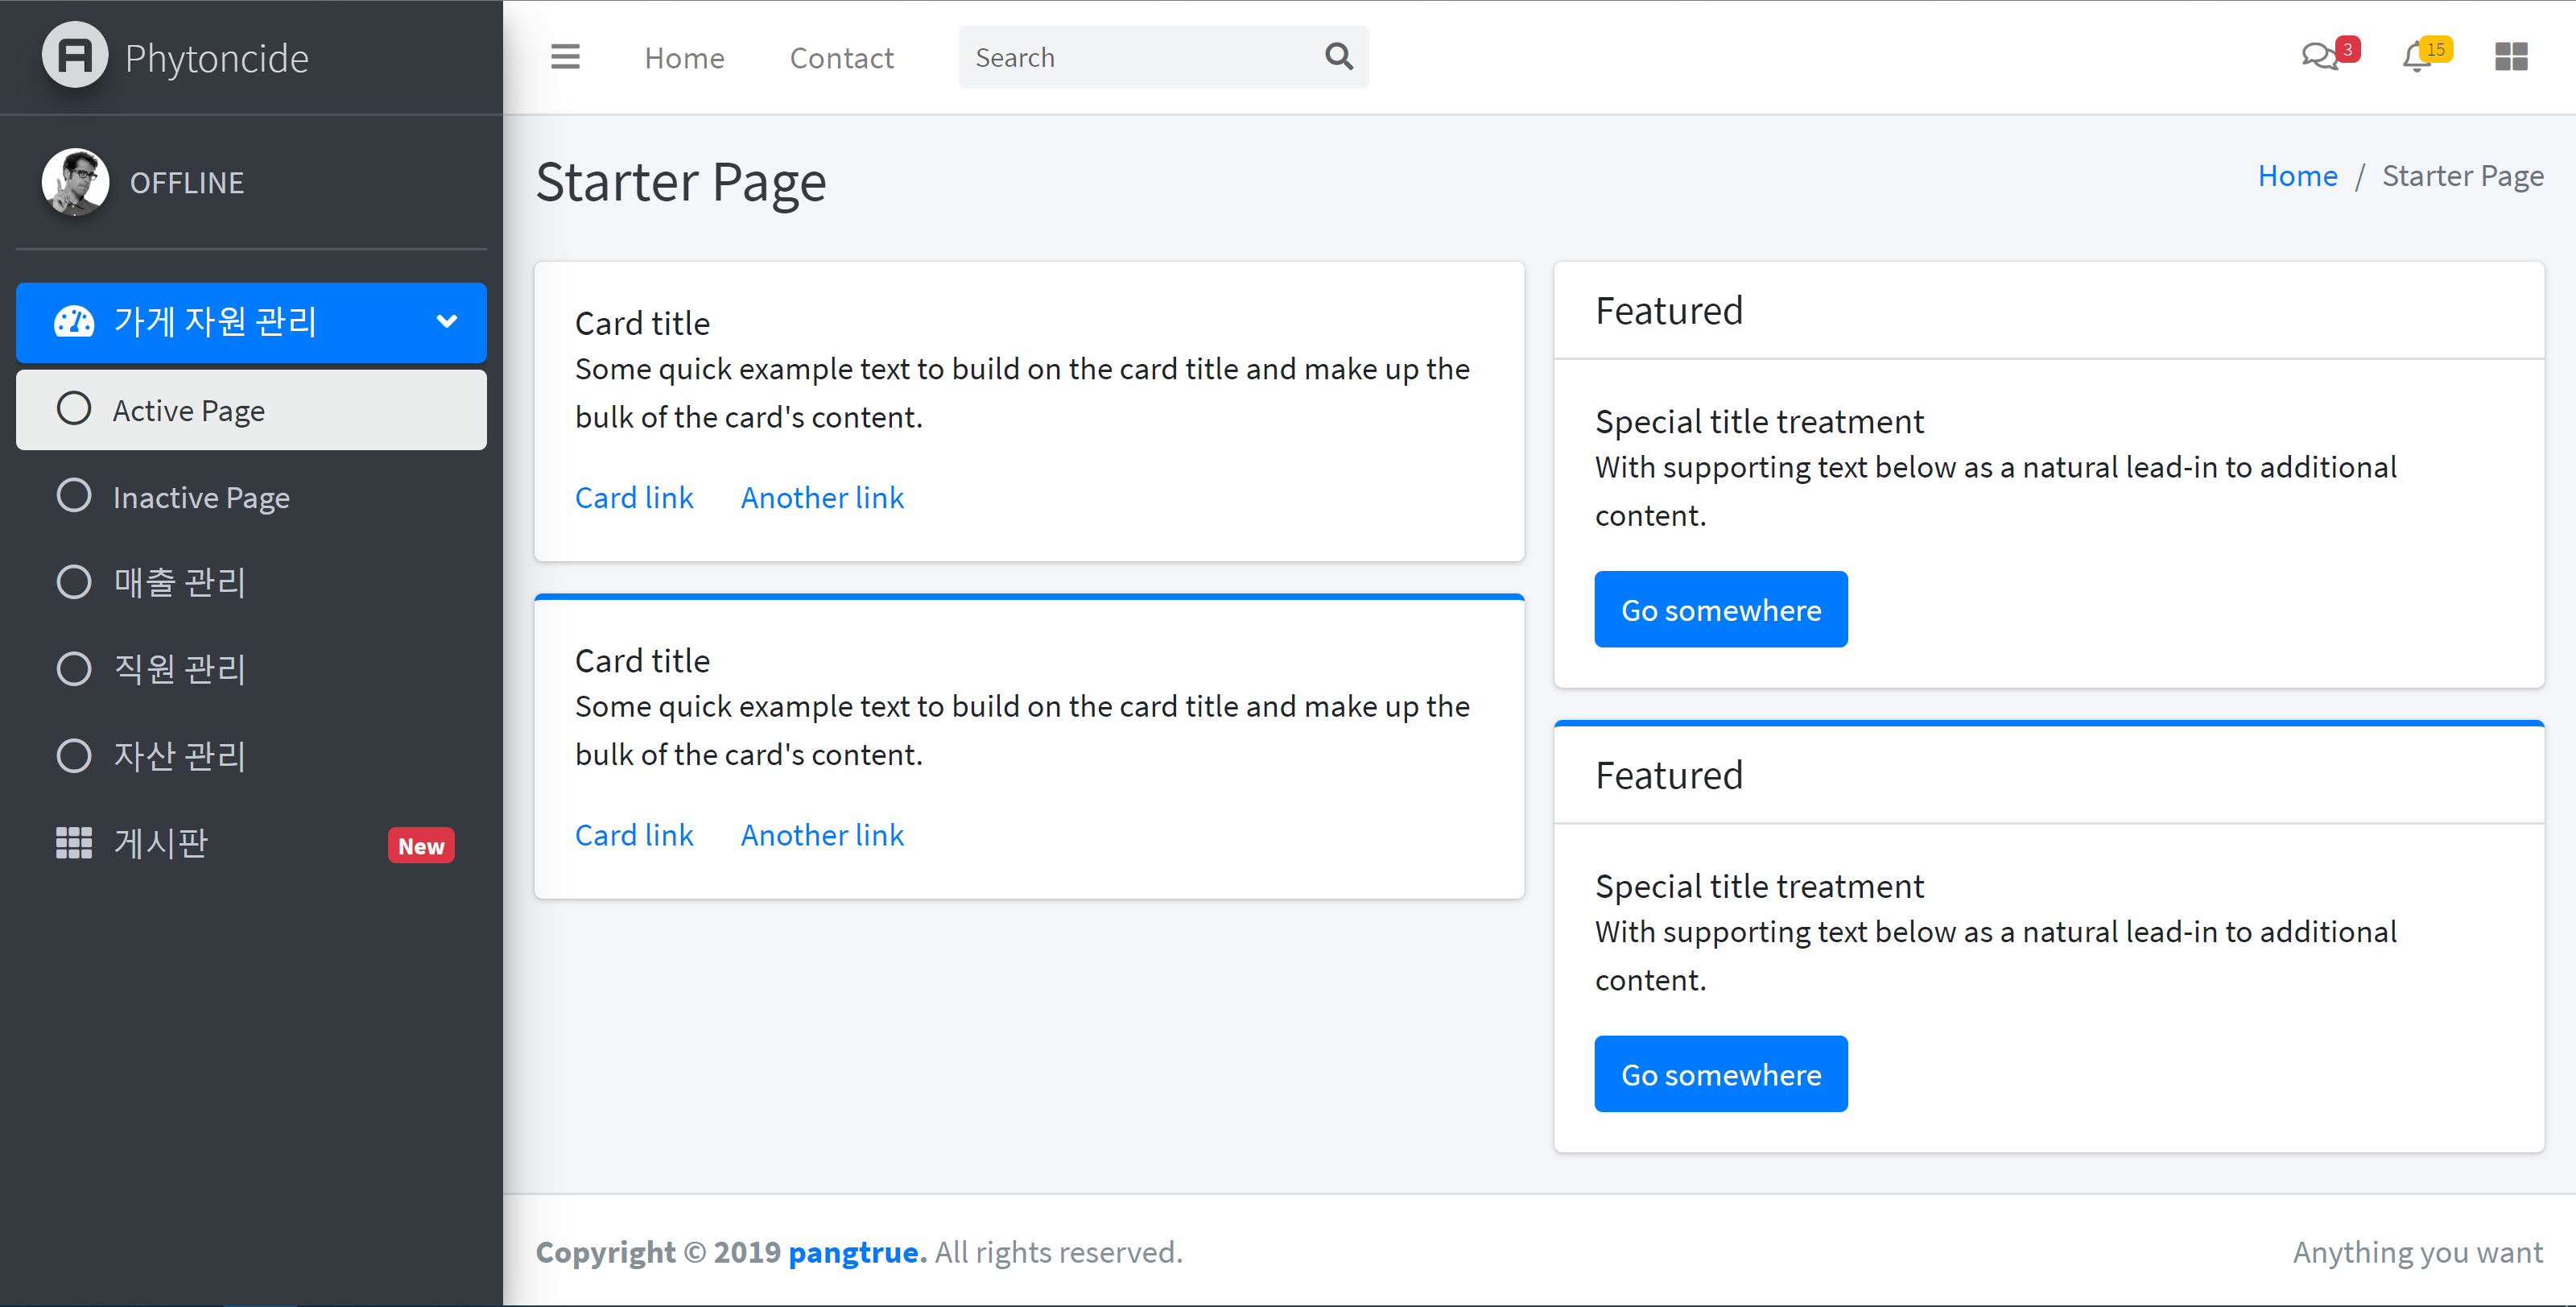 Phytoncide
Home
Contact
Search
3
15
OFFLINE
가게 자원 관리
Active Page
Inactive Page
매출 관리
직원 관리
자산 관리
게시판
New
Starter Page
Home / Starter Page
Card title
Some quick example text to build on the card title and make up the
bulk of the card's content.
Card link
Another link
Card title
Some quick example text to build on the card title and make up the
bulk of the card's content.
Card link
Another link
Featured
Special title treatment
With supporting text below as a natural lead-in to additional
content.
Go somewhere
Featured
Special title treatment
With supporting text below as a natural lead-in to additional
content.
Go somewhere
Copyright © 2019 pangtrue. All rights reserved.
Anything you want